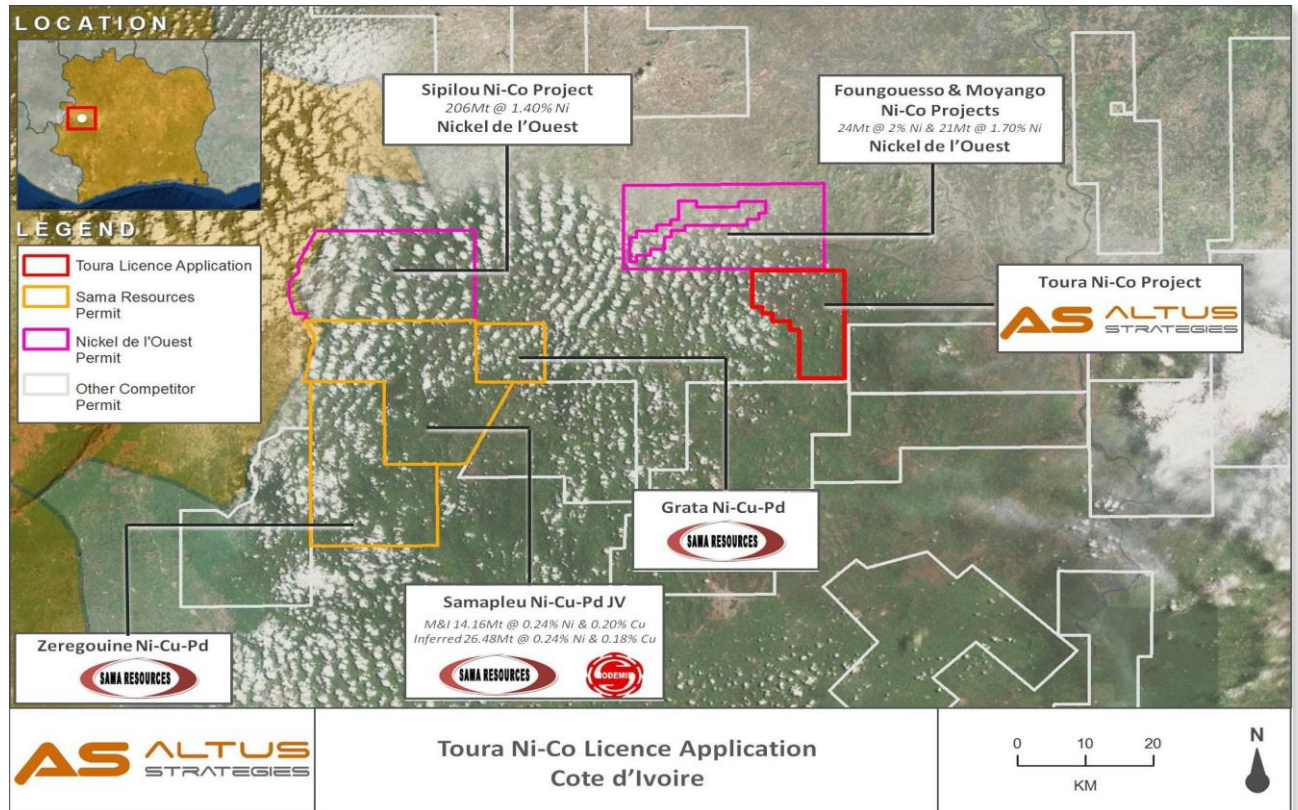 LOCATION
LEGEND
Toura Licence Application
Sama Resources
Permit
Nickel de l'Ouest
Permit
Other Competitor
Permit
Sipilou Ni-Co Project
206Mt @ 1.40% Ni
Nickel de l'Ouest
Foungouesso & Moyango
Ni-Co Projects
24Mt @ 2% Ni & 21Mt @ 1.70% Ni
Nickel de l'Ouest
Toura Ni-Co Project
AS ALTUS
STRATEGIES
Grata Ni-Cu-Pd
SAMA RESOURCES
Samapleu Ni-Cu-Pd JV
M&I 14.16Mt @ 0.24% Ni & 0.20% Cu
Inferred 26.48Mt @ 0.24% Ni & 0.18% Cu
SAMA RESOURCES
SODEMI
Zeregouine Ni-Cu-Pd
SAMA RESOURCES
AS ALTUS
STRATEGIES
Toura Ni-Co Licence Application
Cote d'Ivoire
0 10 20
KM
N